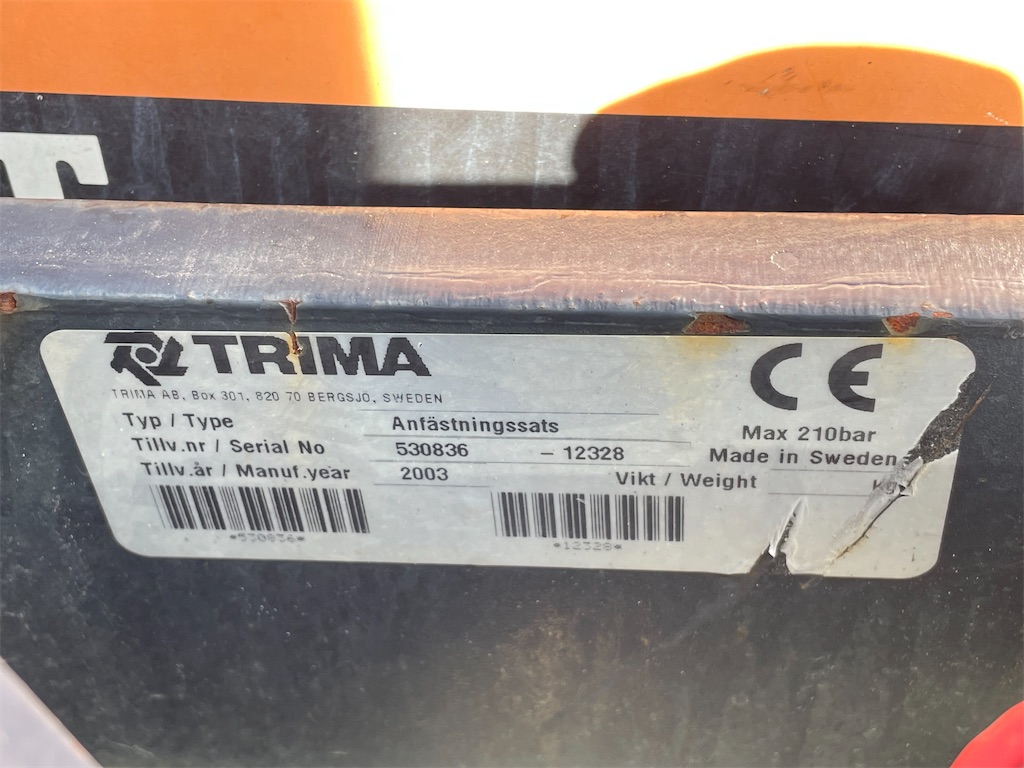 T
TRIMA
TRIMA AB, Box 301, 820 70 BERGSJÖ, SWEDEN
CE
Typ / Type Anfästningssats
Max 210bar
Tillv.nr / Serial No 530836 - 12328
Made in Sweden
Tillv.år / Manuf.year 2003 Vikt / Weight kg
*530836* *12328*